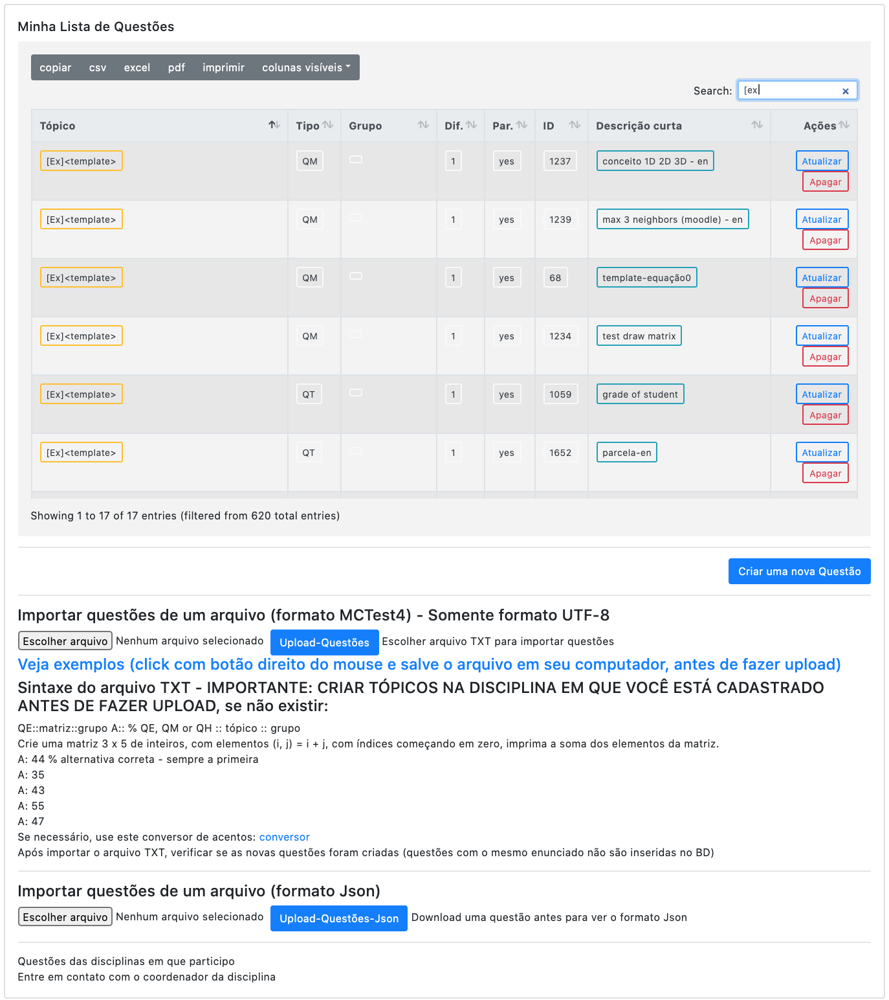 Minha Lista de Questões
copiar csv excel pdf imprimir colunas visíveis
Search: [ex
Tópico Tipo Grupo Dif. Par. ID Descrição curta Ações
[Ex]<template> QM 1 yes 1237 conceito 1D 2D 3D - en Atualizar
Apagar
[Ex]<template> QM 1 yes 1239 max 3 neighbors (moodle) - en Atualizar
Apagar
[Ex]<template> QM 1 yes 68 template-equação0 Atualizar
Apagar
[Ex]<template> QM 1 yes 1234 test draw matrix Atualizar
Apagar
[Ex]<template> QT 1 yes 1059 grade of student Atualizar
Apagar
[Ex]<template> QT 1 yes 1652 parcela-en Atualizar
Apagar
Showing 1 to 17 of 17 entries (filtered from 620 total entries)
Criar uma nova Questão
Importar questões de um arquivo (formato MCTest4) - Somente formato UTF-8
Escolher arquivo Nenhum arquivo selecionado Upload-Questões Escolher arquivo TXT para importar questões
Veja exemplos (click com botão direito do mouse e salve o arquivo em seu computador, antes de fazer upload)
Sintaxe do arquivo TXT - IMPORTANTE: CRIAR TÓPICOS NA DISCIPLINA EM QUE VOCÊ ESTÁ CADASTRADO
ANTES DE FAZER UPLOAD, se não existir:
QE::matriz::grupo A:: % QE, QM or QH :: tópico :: grupo
Crie uma matriz 3 x 5 de inteiros, com elementos (i, j) = i + j, com índices começando em zero, imprima a soma dos elementos da matriz.
A: 44 % alternativa correta - sempre a primeira
A: 35
A: 43
A: 55
A: 47
Se necessário, use este conversor de acentos: conversor
Após importar o arquivo TXT, verificar se as novas questões foram criadas (questões com o mesmo enunciado não são inseridas no BD)
Importar questões de um arquivo (formato Json)
Escolher arquivo Nenhum arquivo selecionado Upload-Questões-Json Download uma questão antes para ver o formato Json
Questões das disciplinas em que participo
Entre em contato com o coordenador da disciplina